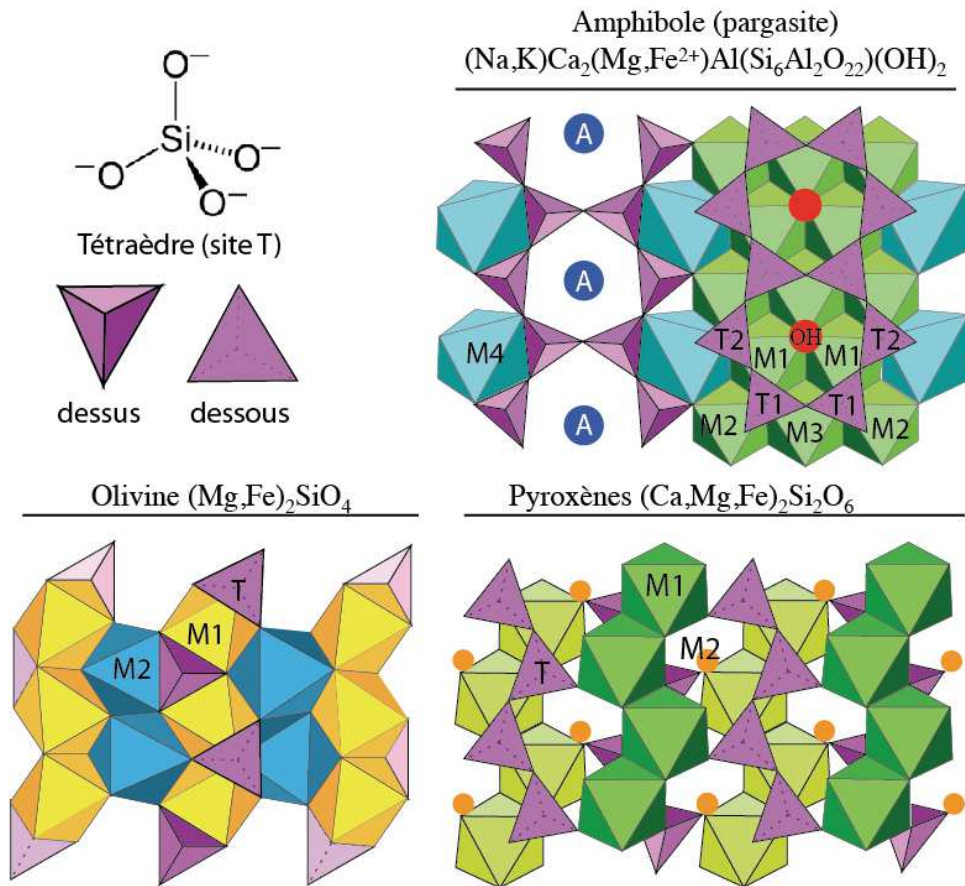 O⁻
Si
⁻O
O⁻
O⁻
Tétraèdre (site T)
dessus
dessous
Amphibole (pargasite)
(Na,K)Ca₂(Mg,Fe²⁺)Al(Si₆Al₂O₂₂)(OH)₂
A
A
A
M4
OH
T2
M1
M1
T2
T1
T1
M2
M3
M2
Olivine (Mg,Fe)₂SiO₄
T
M1
M2
Pyroxènes (Ca,Mg,Fe)₂Si₂O₆
M1
M2
T